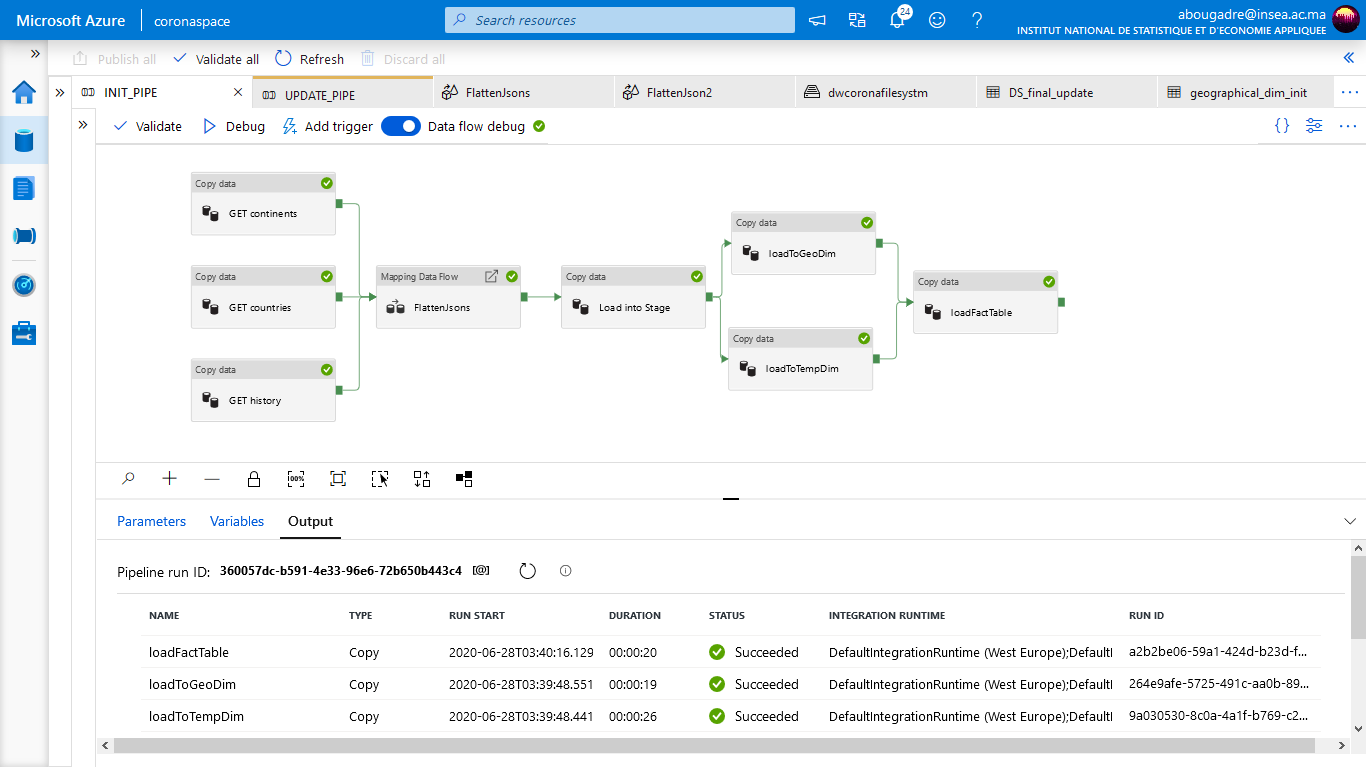 Microsoft Azure
coronaspace
Search resources
24
abougadre@insea.ac.ma
INSTITUT NATIONAL DE STATISTIQUE ET D'ECONOMIE APPLIQUEE
Publish all
Validate all
Refresh
Discard all
INIT_PIPE
UPDATE_PIPE
FlattenJsons
FlattenJson2
dwcoronafilesystm
DS_final_update
geographical_dim_init
Validate
Debug
Add trigger
Data flow debug
{}
Copy data
GET continents
Copy data
GET countries
Copy data
GET history
Mapping Data Flow
FlattenJsons
Copy data
Load into Stage
Copy data
loadToGeoDim
Copy data
loadToTempDim
Copy data
loadFactTable
100%
Parameters
Variables
Output
Pipeline run ID: 360057dc-b591-4e33-96e6-72b650b443c4 [@]
NAME TYPE RUN START DURATION STATUS INTEGRATION RUNTIME RUN ID
loadFactTable Copy 2020-06-28T03:40:16.129 00:00:20 Succeeded DefaultIntegrationRuntime (West Europe);DefaultI a2b2be06-59a1-424d-b23d-f...
loadToGeoDim Copy 2020-06-28T03:39:48.551 00:00:19 Succeeded DefaultIntegrationRuntime (West Europe);DefaultI 264e9afe-5725-491c-aa0b-89...
loadToTempDim Copy 2020-06-28T03:39:48.441 00:00:26 Succeeded DefaultIntegrationRuntime (West Europe);DefaultI 9a030530-8c0a-4a1f-b769-c2...